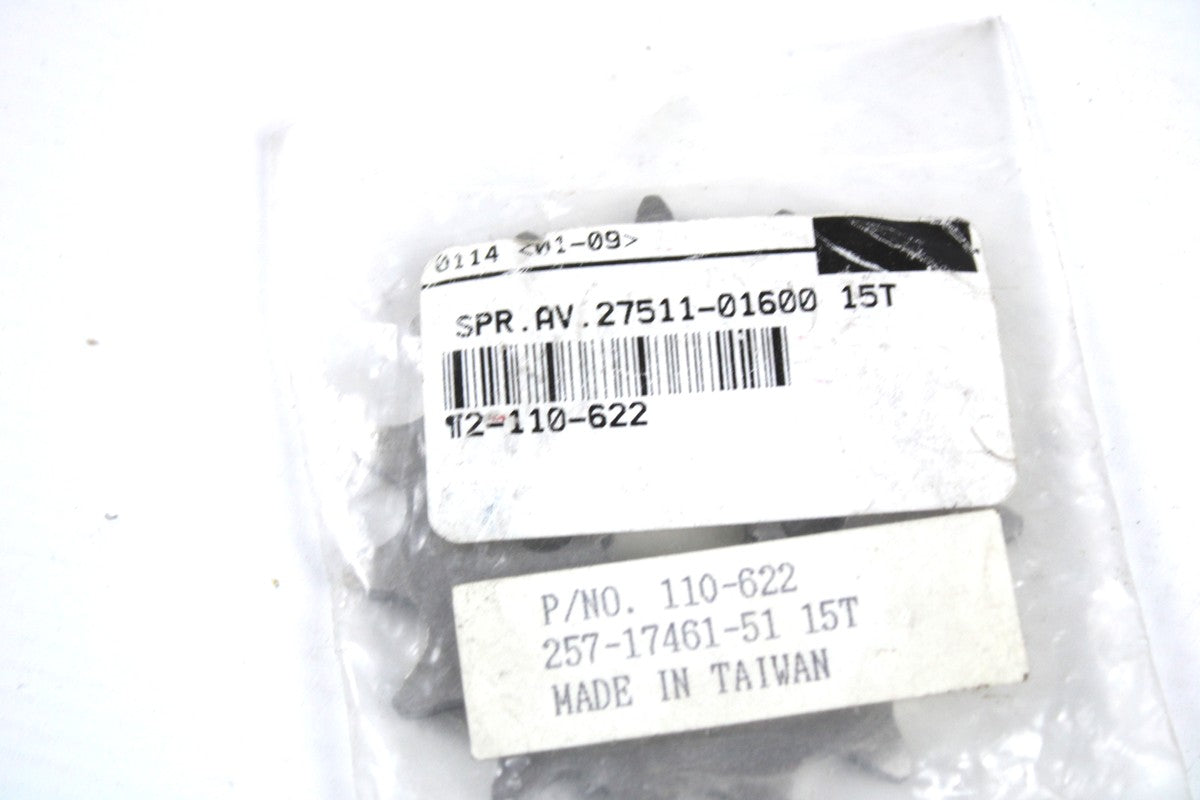 0114 <01-09>
SPR.AV.27511-01600 15T
¶2-110-622
P/NO. 110-622
257-17461-51 15T
MADE IN TAIWAN